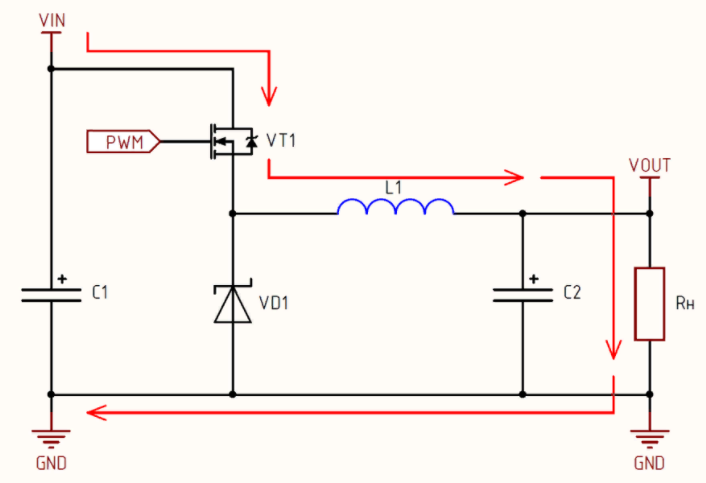 VIN
PWM
VT1
L1
VOUT
+
C1
VD1
+
C2
Rн
GND
GND